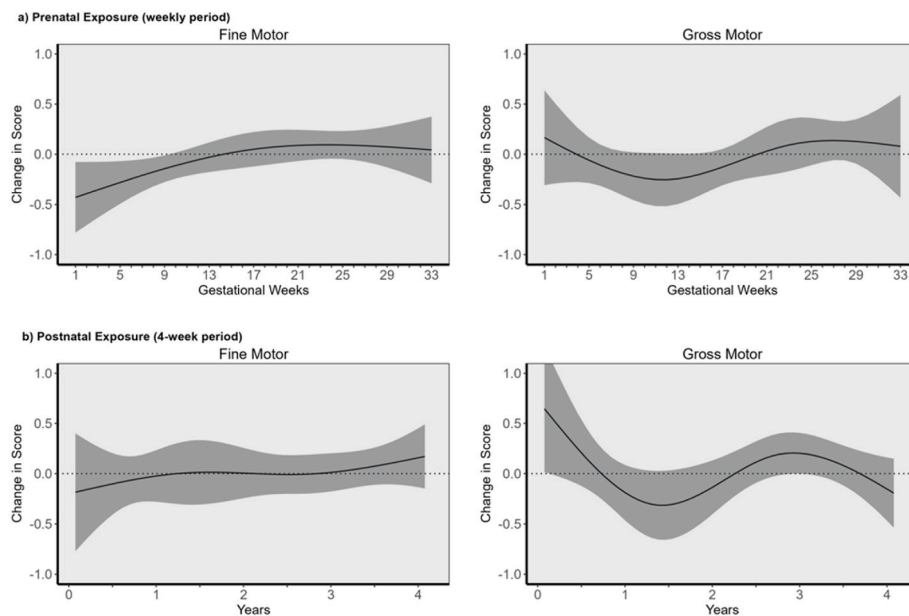 a) Prenatal Exposure (weekly period)
Fine Motor
Change in Score
1.0
0.5
0.0
-0.5
-1.0
1 5 9 13 17 21 25 29 33
Gestational Weeks
Gross Motor
Change in Score
1.0
0.5
0.0
-0.5
-1.0
1 5 9 13 17 21 25 29 33
Gestational Weeks
b) Postnatal Exposure (4-week period)
Fine Motor
Change in Score
1.0
0.5
0.0
-0.5
-1.0
0 1 2 3 4
Years
Gross Motor
Change in Score
1.0
0.5
0.0
-0.5
-1.0
0 1 2 3 4
Years